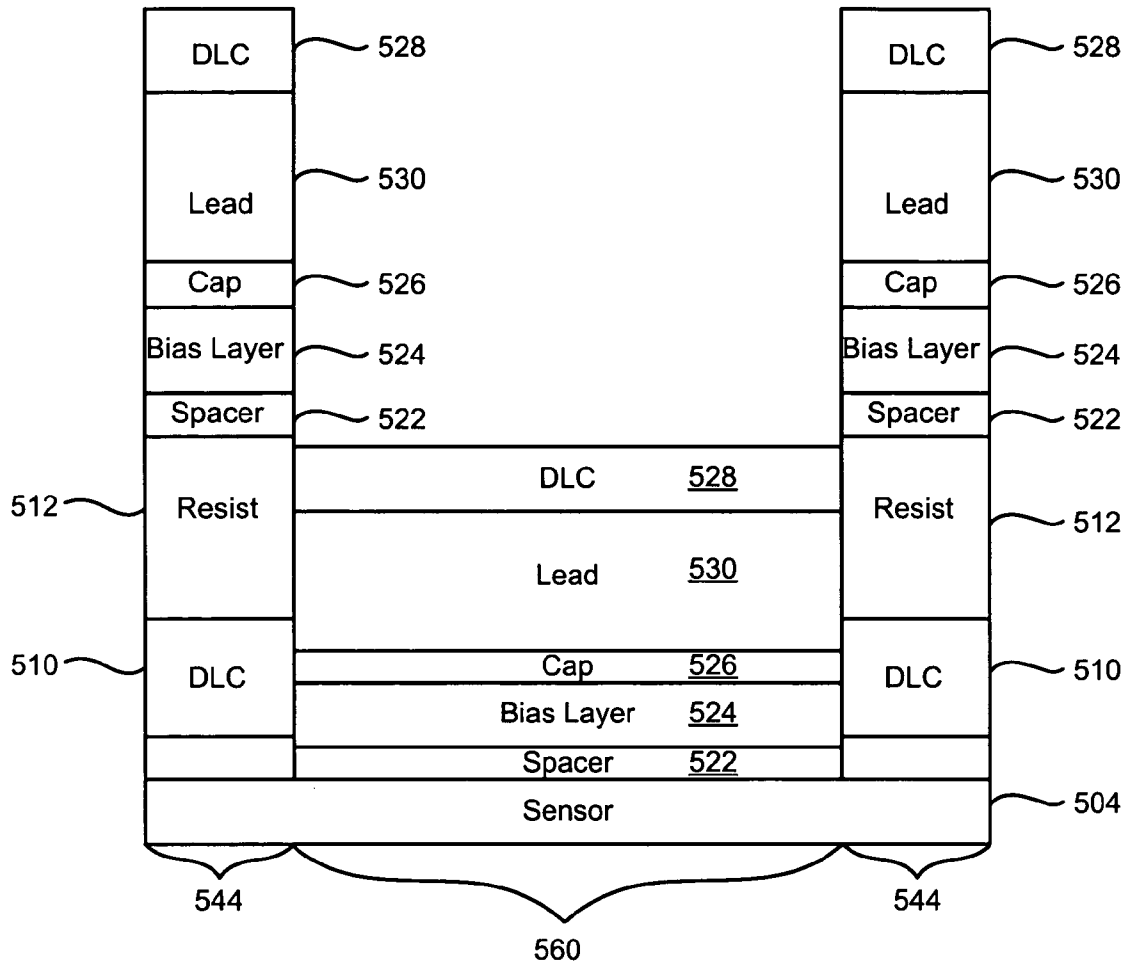 DLC 528 DLC 528
Lead 530 Lead 530
Cap 526 Cap 526
Bias Layer 524 Bias Layer 524
Spacer 522 Spacer 522
DLC 528
512 Resist Resist 512
Lead 530
510 DLC Cap 526 DLC 510
Bias Layer 524
Spacer 522
Sensor 504
544 544
560